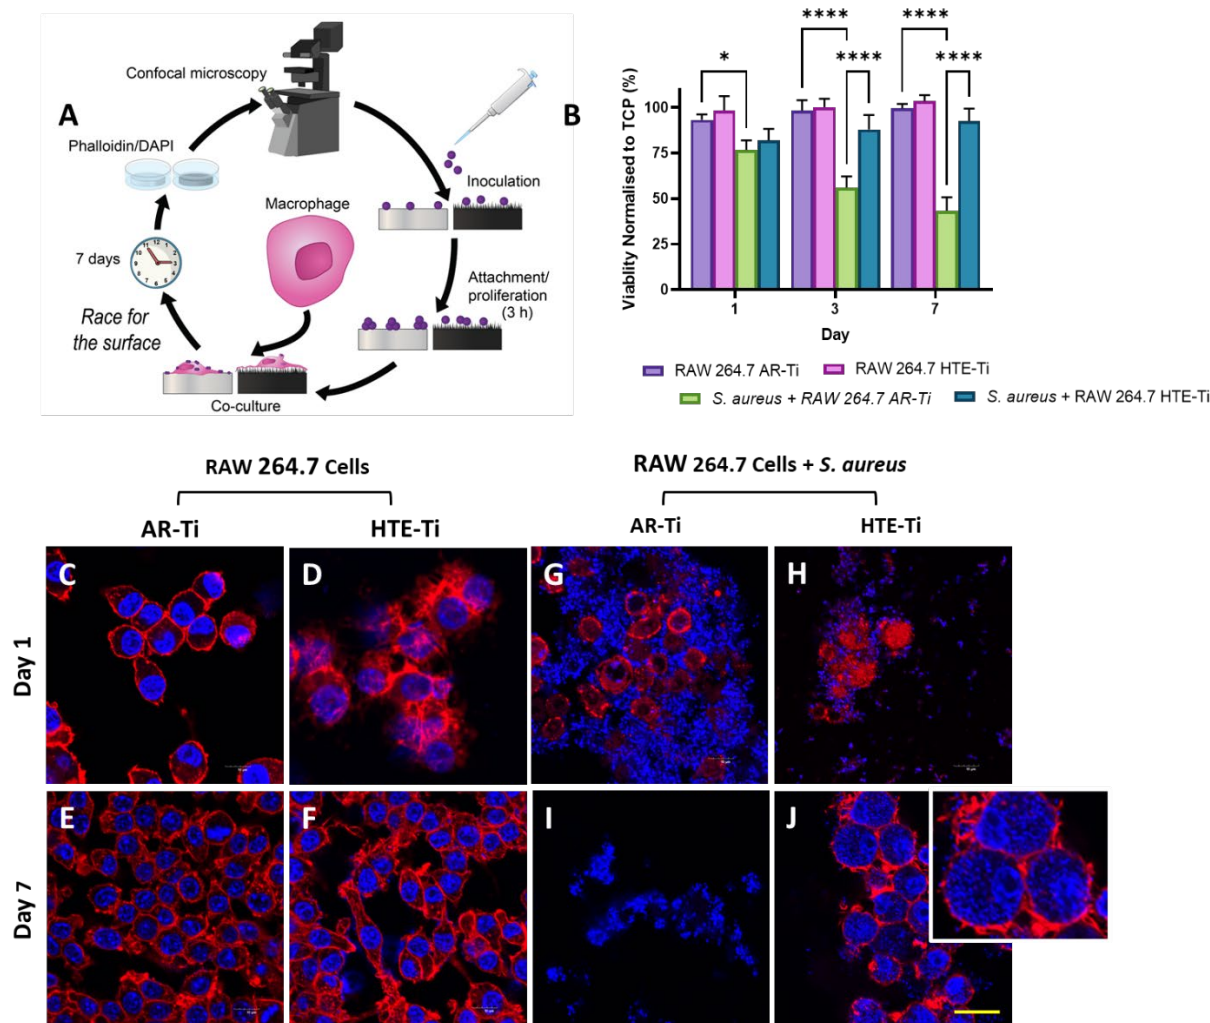 A
Confocal microscopy
Phalloidin/DAPI
Inoculation
Macrophage
7 days
Attachment/
proliferation
(3 h)
Race for
the surface
Co-culture
B
****
****
*
****
****
Viablity Normalised to TCP (%)
100
75
50
25
0
1
3
7
Day
RAW 264.7 AR-Ti
RAW 264.7 HTE-Ti
S. aureus + RAW 264.7 AR-Ti
S. aureus + RAW 264.7 HTE-Ti
RAW 264.7 Cells
RAW 264.7 Cells + S. aureus
AR-Ti
HTE-Ti
AR-Ti
HTE-Ti
Day 1
C
D
G
H
Day 7
E
F
I
J